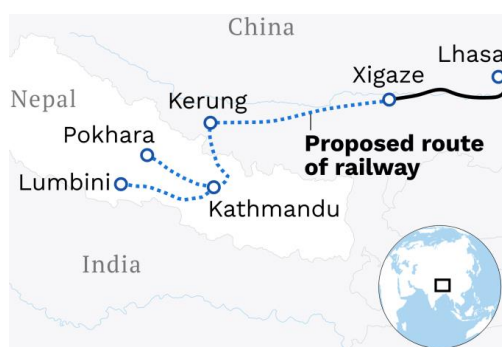 China
Lhasa
Xigaze
Nepal
Kerung
Pokhara
Proposed route
of railway
Lumbini
Kathmandu
India